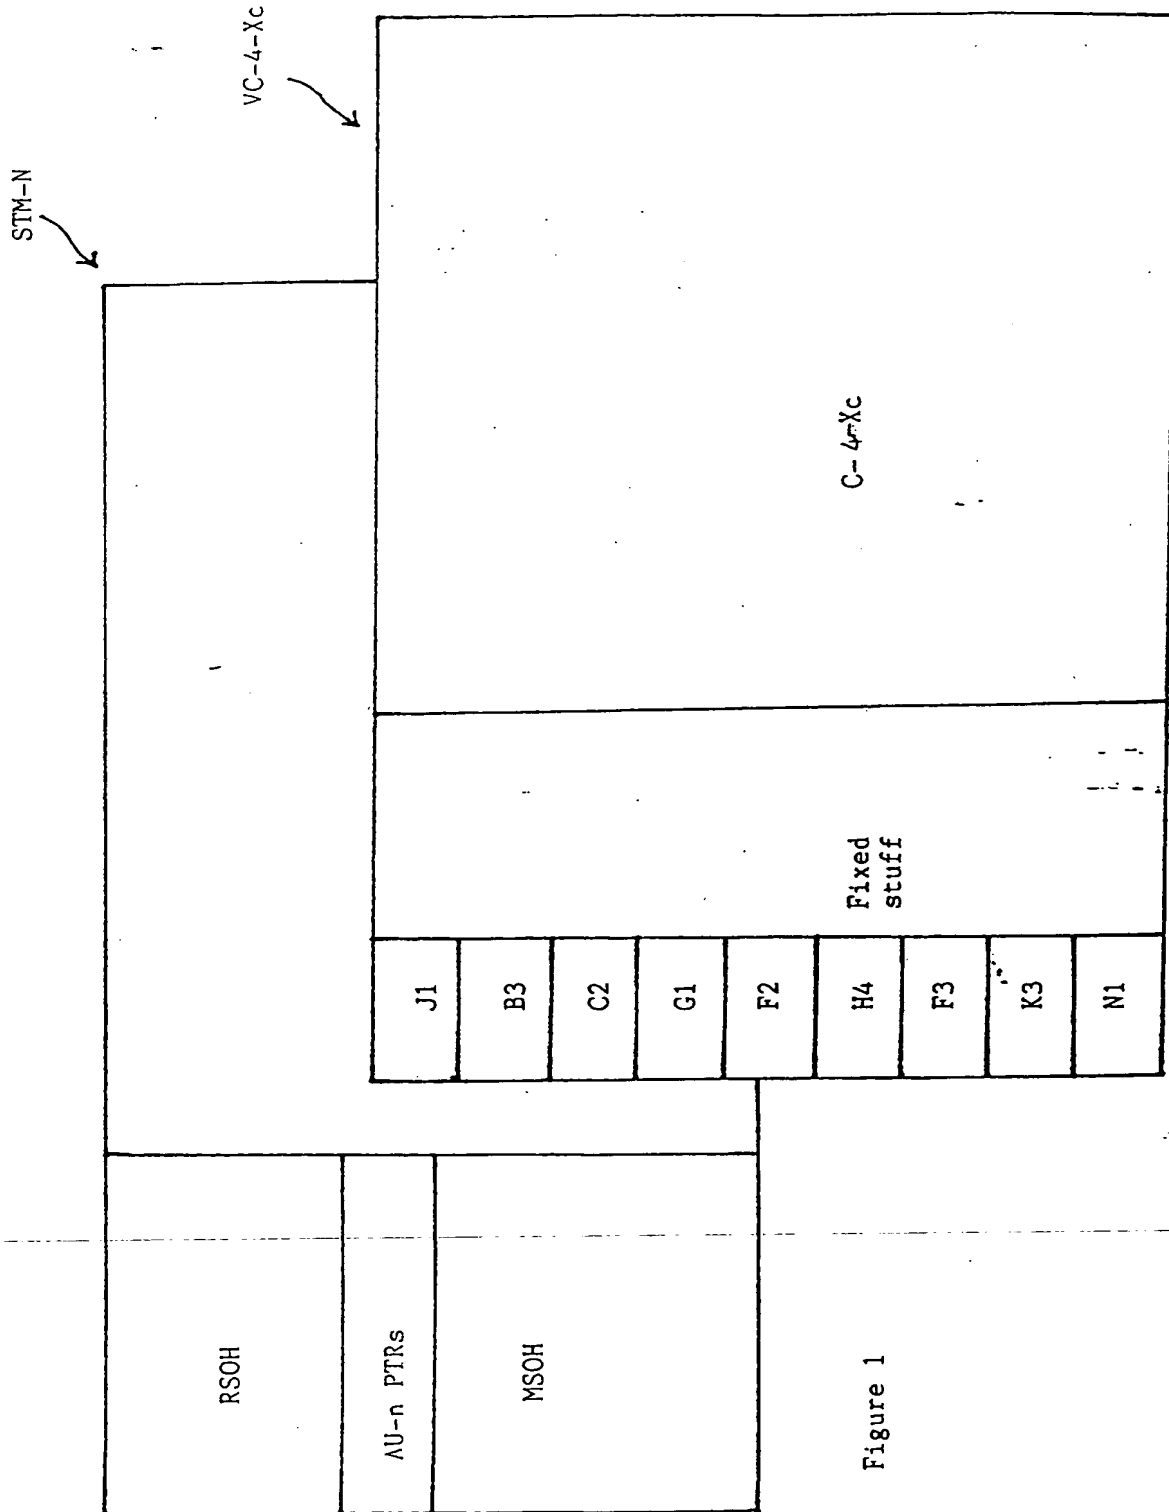 STM-N
VC-4-Xc
RSOH
AU-n PTRs
MSOH
J1
B3
C2
G1
F2
H4
F3
K3
N1
Fixed
stuff
C-4-Xc
Figure 1